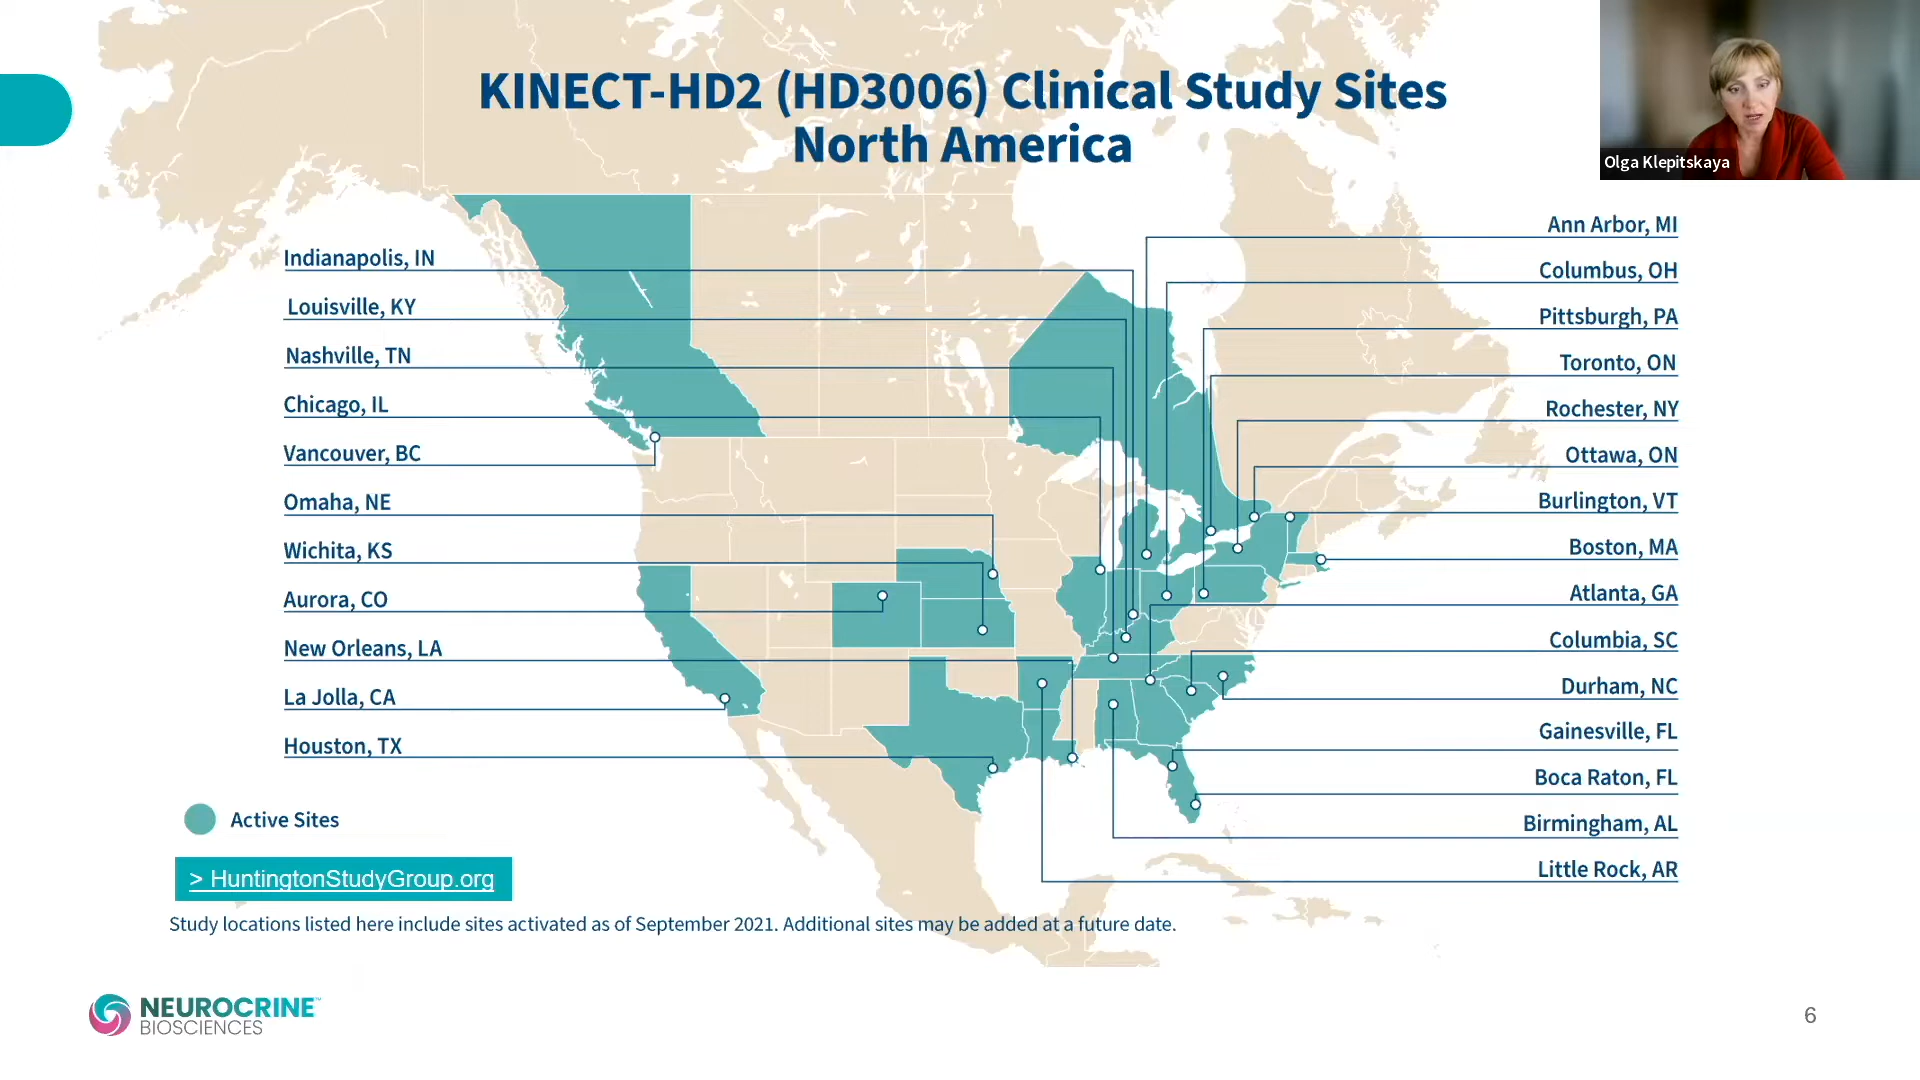 KINECT-HD2 (HD3006) Clinical Study Sites
North America
Olga Klepitskaya
Indianapolis, IN
Louisville, KY
Nashville, TN
Chicago, IL
Vancouver, BC
Omaha, NE
Wichita, KS
Aurora, CO
New Orleans, LA
La Jolla, CA
Houston, TX
Ann Arbor, MI
Columbus, OH
Pittsburgh, PA
Toronto, ON
Rochester, NY
Ottawa, ON
Burlington, VT
Boston, MA
Atlanta, GA
Columbia, SC
Durham, NC
Gainesville, FL
Boca Raton, FL
Birmingham, AL
Little Rock, AR
Active Sites
> HuntingtonStudyGroup.org
Study locations listed here include sites activated as of September 2021. Additional sites may be added at a future date.
NEUROCRINE™
BIOSCIENCES
6